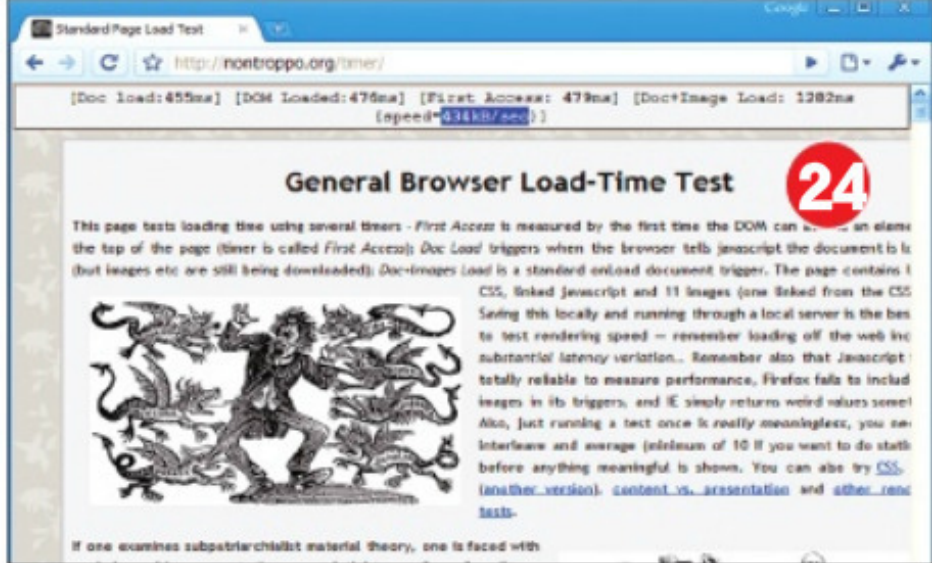 Google
Standard Page Load Test
http://nontroppo.org/timer/
[Doc load:455ms] [DOM Loaded:476ms] [First Access: 479ms] [Doc+Image Load: 1282ms
(speed=434kB/sec)]
General Browser Load-Time Test
24
This page tests loading time using several timers - First Access is measured by the first time the DOM can an eleme
the top of the page (timer is called First Access); Doc Load triggers when the browser tells javascript the document is lo
(but images etc are still being downloaded); Doc+Images Load is a standard onLoad document trigger. The page contains
CSS, linked javascript and 11 images (one linked from the CSS
Saving this locally and running through a local server is the bes
to test rendering speed — remember loading off the web inc
substantial latency variation... Remember also that Javascript
totally reliable to measure performance, Firefox fails to includ
images in its triggers, and IE simply returns weird values somet
Also, just running a test once is really meaningless, you nee
interleave and average (minimum of 10 if you want to do statis
before anything meaningful is shown. You can also try CSS,
(another version), content vs. presentation and other rend
tests.
If one examines subpatriarchialist material theory, one is faced with